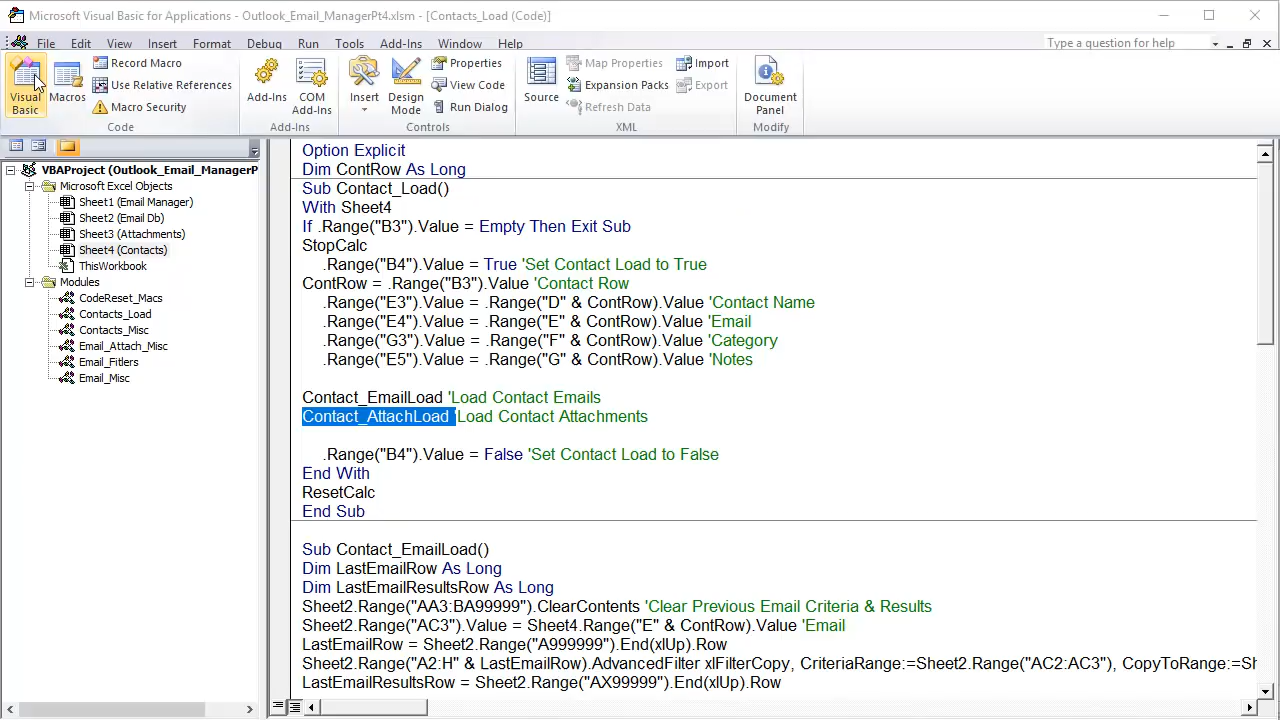 Microsoft Visual Basic for Applications - Outlook_Email_ManagerPt4.xlsm - [Contacts_Load (Code)]
File Edit View Insert Format Debug Run Tools Add-Ins Window Help
Type a question for help
Visual Basic
Macros
Record Macro
Use Relative References
Macro Security
Code
Add-Ins
COM Add-Ins
Add-Ins
Insert
Design Mode
Properties
View Code
Run Dialog
Controls
Source
Map Properties
Expansion Packs
Refresh Data
Import
Export
XML
Document Panel
Modify
VBAProject (Outlook_Email_ManagerP
Microsoft Excel Objects
Sheet1 (Email Manager)
Sheet2 (Email Db)
Sheet3 (Attachments)
Sheet4 (Contacts)
ThisWorkbook
Modules
CodeReset_Macs
Contacts_Load
Contacts_Misc
Email_Attach_Misc
Email_Fitlers
Email_Misc
Option Explicit
Dim ContRow As Long
Sub Contact_Load()
With Sheet4
If .Range("B3").Value = Empty Then Exit Sub
StopCalc
.Range("B4").Value = True 'Set Contact Load to True
ContRow = .Range("B3").Value 'Contact Row
.Range("E3").Value = .Range("D" & ContRow).Value 'Contact Name
.Range("E4").Value = .Range("E" & ContRow).Value 'Email
.Range("G3").Value = .Range("F" & ContRow).Value 'Category
.Range("E5").Value = .Range("G" & ContRow).Value 'Notes
Contact_EmailLoad 'Load Contact Emails
Contact_AttachLoad 'Load Contact Attachments
.Range("B4").Value = False 'Set Contact Load to False
End With
ResetCalc
End Sub
Sub Contact_EmailLoad()
Dim LastEmailRow As Long
Dim LastEmailResultsRow As Long
Sheet2.Range("AA3:BA99999").ClearContents 'Clear Previous Email Criteria & Results
Sheet2.Range("AC3").Value = Sheet4.Range("E" & ContRow).Value 'Email
LastEmailRow = Sheet2.Range("A999999").End(xlUp).Row
Sheet2.Range("A2:H" & LastEmailRow).AdvancedFilter xlFilterCopy, CriteriaRange:=Sheet2.Range("AC2:AC3"), CopyToRange:=Sh
LastEmailResultsRow = Sheet2.Range("AX99999").End(xlUp).Row